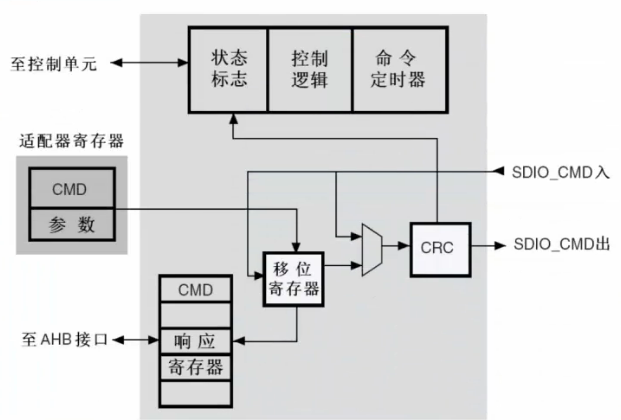 状态
标志
控制
逻辑
命令
定时器
至控制单元
适配器寄存器
CMD
参数
SDIO_CMD入
移位
寄存器
CRC
SDIO_CMD出
CMD
响应
寄存器
至AHB接口